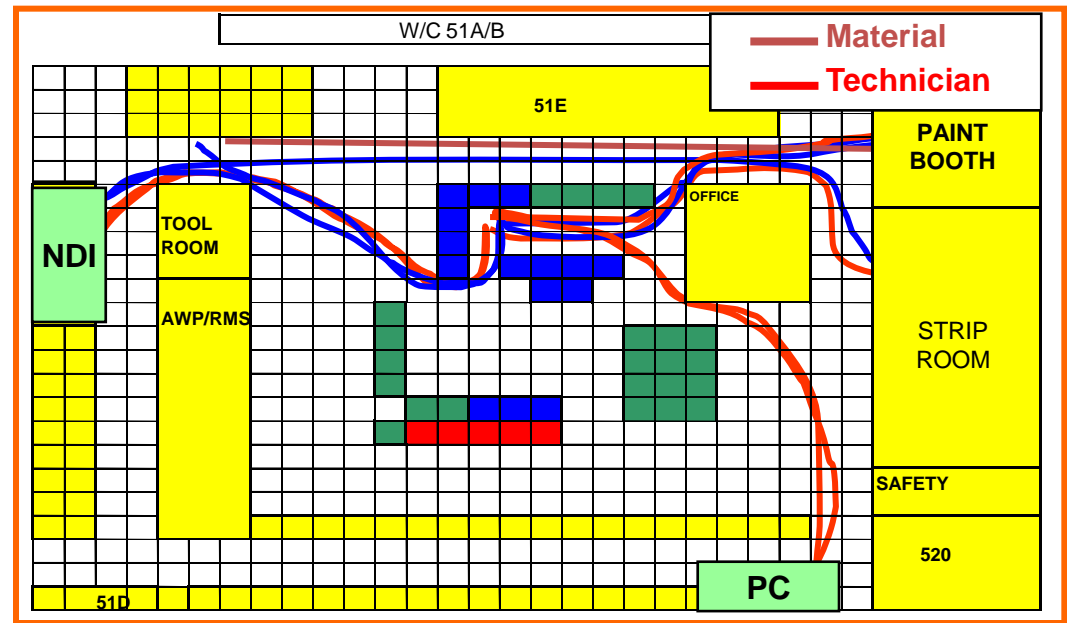 W/C 51A/B
Material
Technician
51E
PAINT
BOOTH
OFFICE
TOOL
ROOM
NDI
AWP/RMS
STRIP
ROOM
SAFETY
520
PC
51D